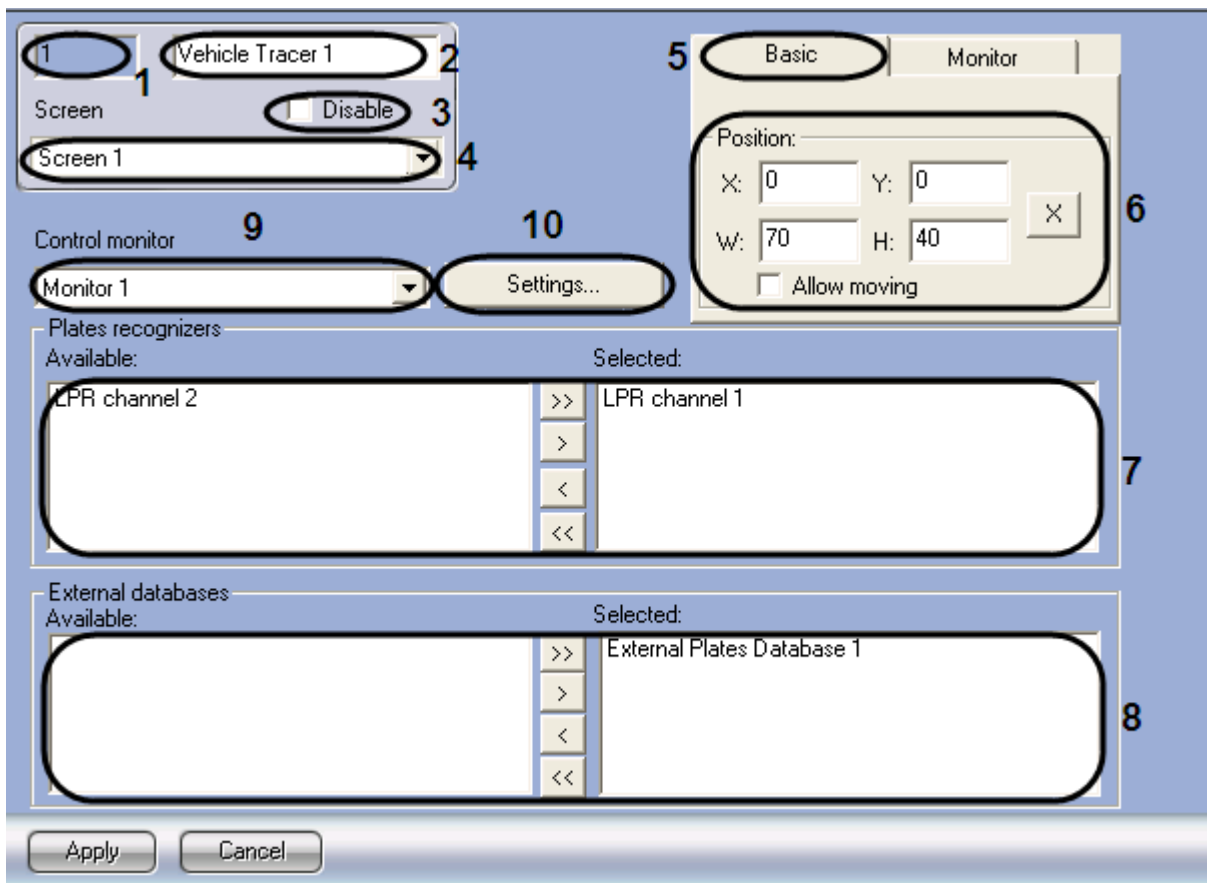 1
Vehicle Tracer 1
1
2
Screen
Disable
3
Screen 1
4
5
Basic
Monitor
Position:
X: 0 Y: 0
X
W: 70 H: 40
Allow moving
6
9
10
Control monitor
Monitor 1
Settings...
Plates recognizers
Available:
Selected:
LPR channel 2
>>
>
<
<<
LPR channel 1
7
External databases
Available:
Selected:
>>
>
<
<<
External Plates Database 1
8
Apply
Cancel